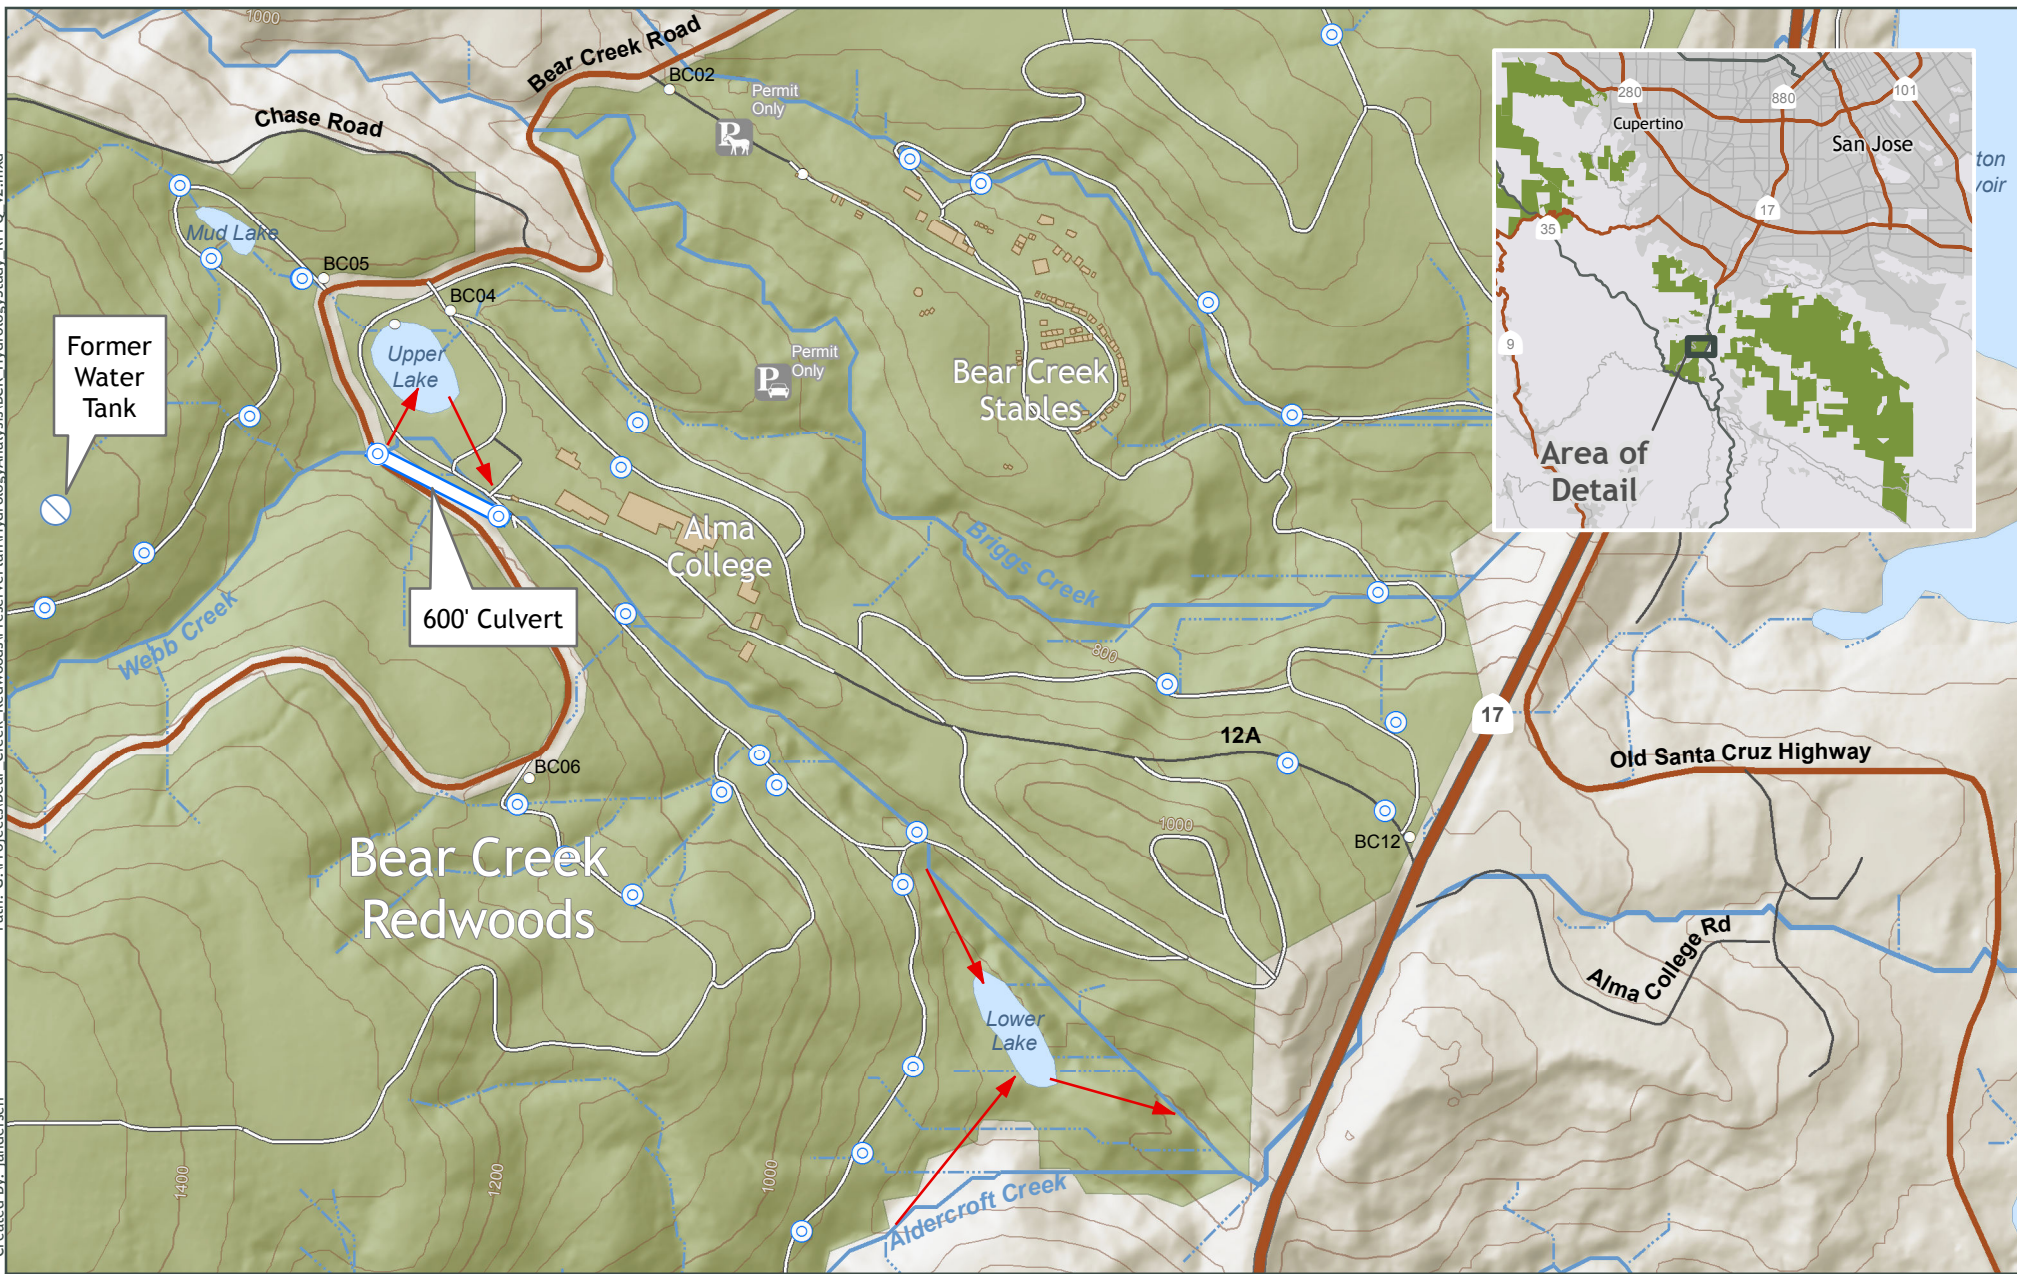 1000
Bear Creek Road
BC02
Permit
Only
P
Chase Road
Mud Lake
BC05
BC04
Upper
Lake
Former
Water
Tank
P
Permit
Only
Bear Creek
Stables
Alma
College
Briggs Creek
600' Culvert
Webb Creek
800
12A
17
Old Santa Cruz Highway
BC06
BC12
1000
Bear Creek
Redwoods
Alma College Rd
Lower
Lake
Aldercroft Creek
1400
1200
1000
280
880
101
Cupertino
San Jose
17
35
9
Area of
Detail
ton
voir